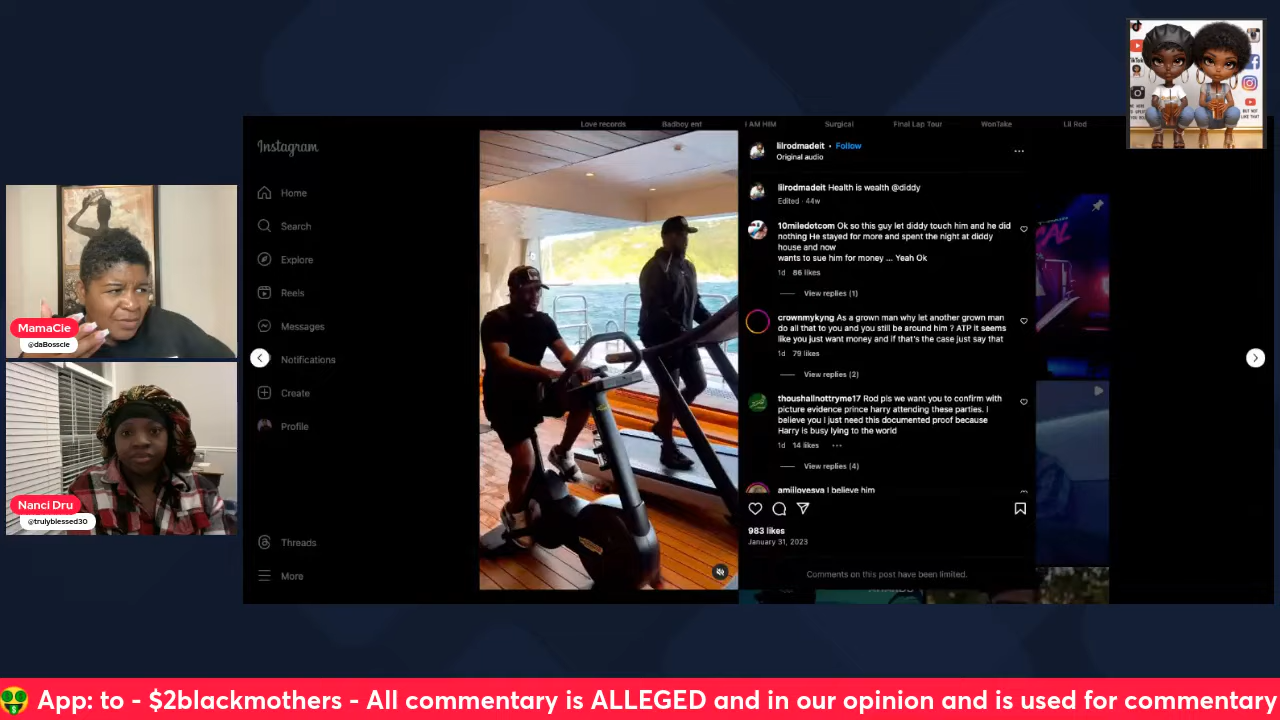 Love records
Badboy ent
I AM HIM
Surgical
Final Lap Tour
WonTake
Lil Rod
Instagram
Home
Search
Explore
Reels
Messages
Notifications
Create
Profile
Threads
More
lilrodmadeit • Follow
Original audio
lilrodmadeit Health is wealth @diddy
Edited · 44w
10miledotcom Ok so this guy let diddy touch him and he did
nothing He stayed for more and spent the night at diddy
house and now
wants to sue him for money ... Yeah Ok
1d 86 likes
View replies (1)
crownmykyng As a grown man why let another grown man
do all that to you and you still be around him ? ATP it seems
like you just want money and if that's the case just say that
1d 79 likes
View replies (2)
thoushallnottryme17 Rod pls we want you to confirm with
picture evidence prince harry attending these parties. I
believe you I just need this documented proof because
Harry is busy lying to the world
1d 14 likes
View replies (4)
amiilovesya I believe him
983 likes
January 31, 2023
Comments on this post have been limited.
MamaCie
@daBosscie
Nanci Dru
@trulyblessed30
App: to - $2blackmothers - All commentary is ALLEGED and in our opinion and is used for commentary